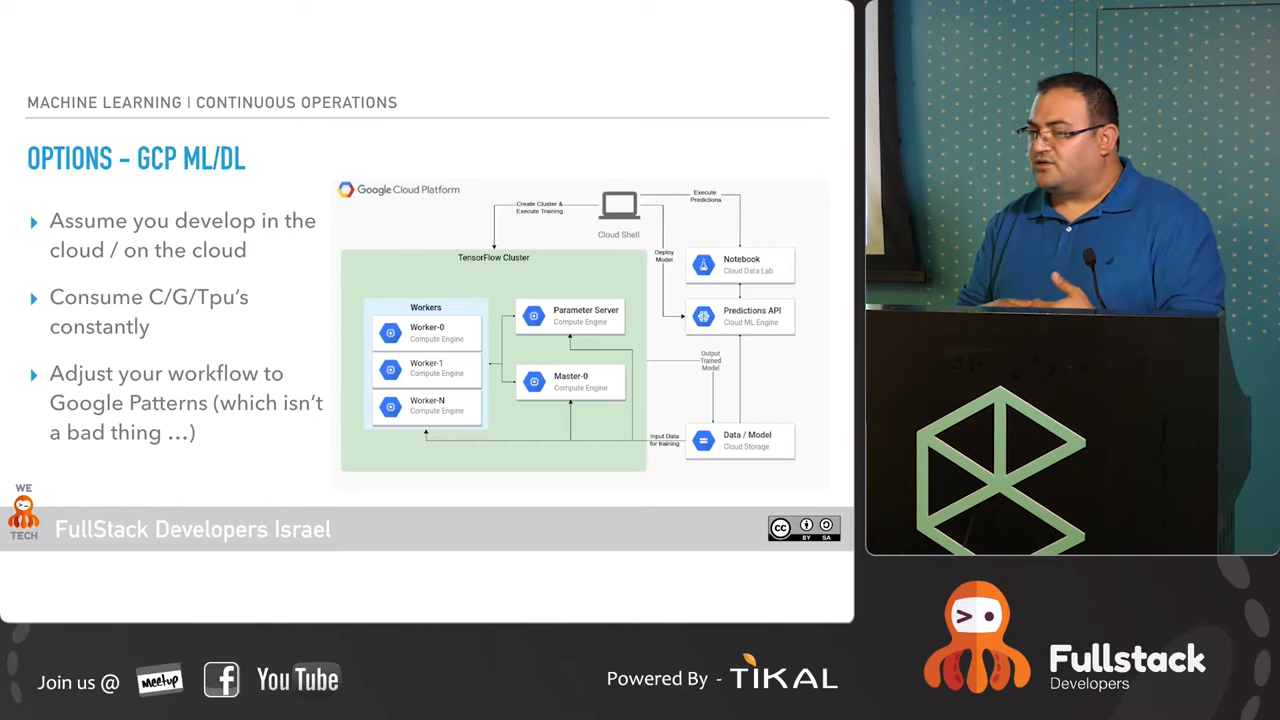 MACHINE LEARNING | CONTINUOUS OPERATIONS
OPTIONS - GCP ML/DL
Assume you develop in the
cloud / on the cloud
Consume C/G/Tpu's
constantly
Adjust your workflow to
Google Patterns (which isn't
a bad thing ...)
Google Cloud Platform
Create Cluster &
Execute Training
Cloud Shell
Execute
Predictions
Deploy
Model
TensorFlow Cluster
Workers
Worker-0
Compute Engine
Worker-1
Compute Engine
Worker-N
Compute Engine
Parameter Server
Compute Engine
Master-0
Compute Engine
Notebook
Cloud Data Lab
Predictions API
Cloud ML Engine
Output
Trained
Model
Input Data
for training
Data / Model
Cloud Storage
WE
TECH
FullStack Developers Israel
CC
BY SA
Join us @
Meetup
f
YouTube
Powered By -
TIKAL
Fullstack
Developers